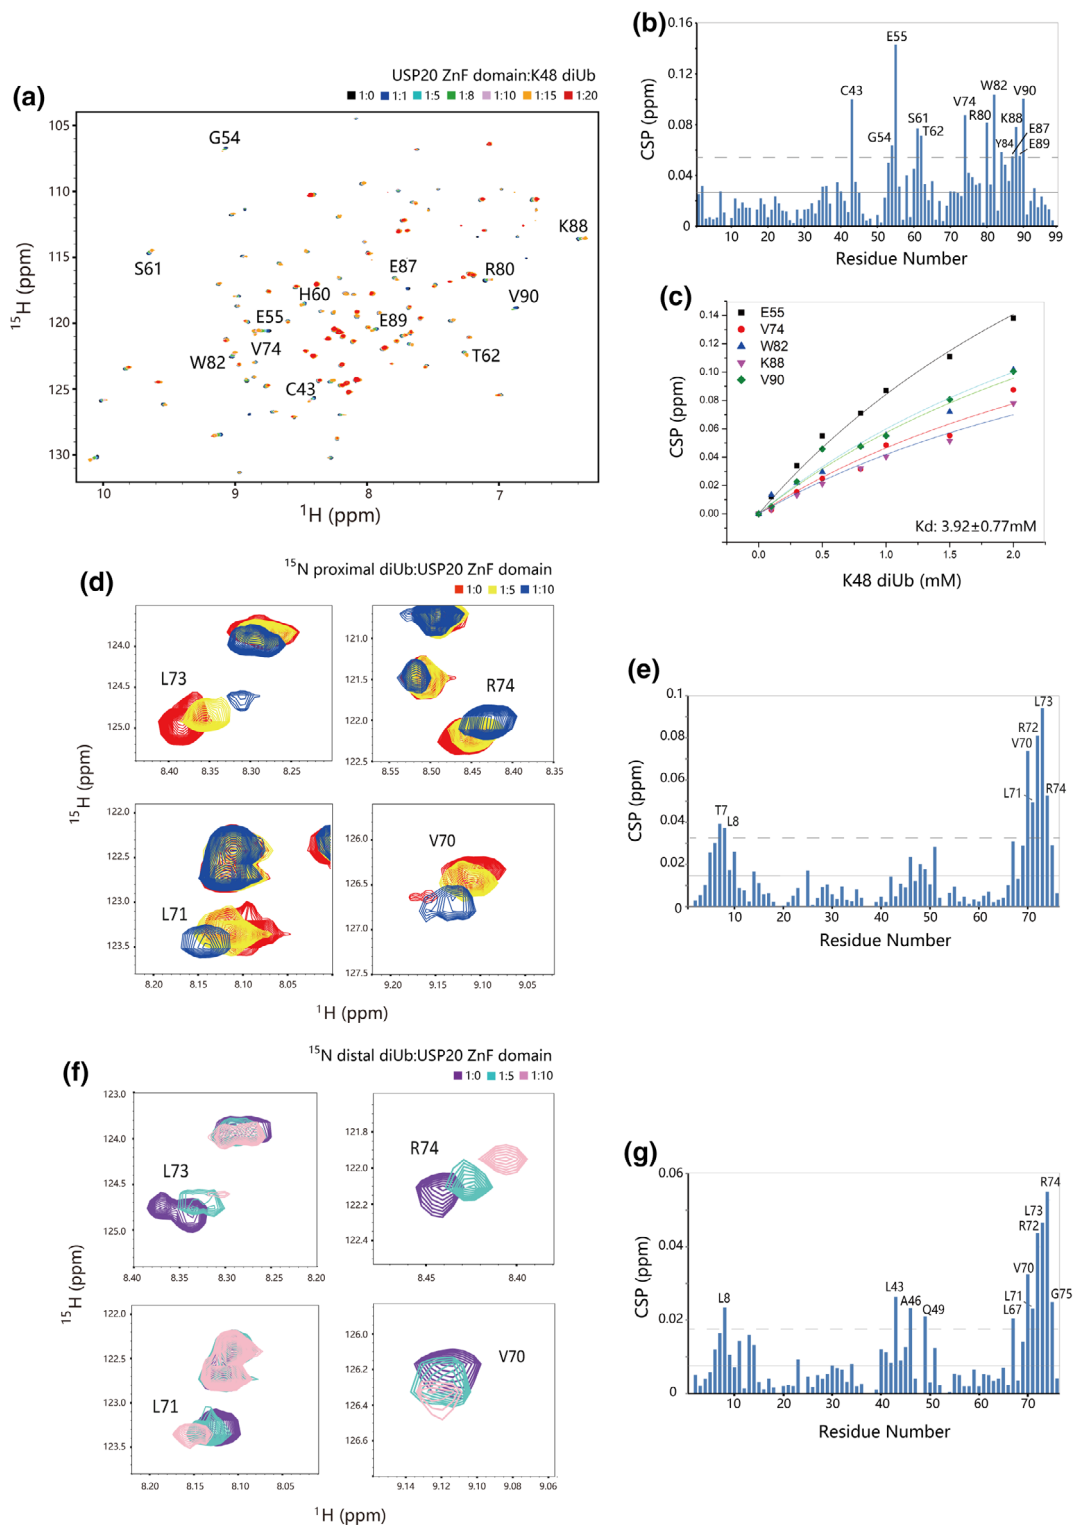 (a)
USP20 ZnF domain:K48 diUb
1:0 1:1 1:5 1:8 1:10 1:15 1:20
105
110
115
120
125
130
10 9 8 7
¹⁵H (ppm)
¹H (ppm)
G54
S61
K88
E87
R80
H60
V90
E55
E89
V74
W82
T62
C43
(b)
0.16
0.12
0.08
0.04
0
CSP (ppm)
E55
C43
W82
V90
V74
R80
K88
S61
T62
E87
G54
Y84
E89
10 20 30 40 50 60 70 80 90 99
Residue Number
(c)
E55
V74
W82
K88
V90
0.14
0.12
0.10
0.08
0.06
0.04
0.02
0.00
CSP (ppm)
Kd: 3.92±0.77mM
0.0 0.5 1.0 1.5 2.0
K48 diUb (mM)
(d)
¹⁵N proximal diUb:USP20 ZnF domain
1:0 1:5 1:10
124.0
124.5
125.0
L73
8.40 8.35 8.30 8.25
121.0
121.5
122.0
122.5
R74
8.55 8.50 8.45 8.40 8.35
122.0
122.5
123.0
123.5
L71
8.20 8.15 8.10 8.05
126.0
126.5
127.0
127.5
V70
9.20 9.15 9.10 9.05
¹⁵H (ppm)
¹H (ppm)
(e)
0.1
0.08
0.06
0.04
0.02
0
CSP (ppm)
L73
R72
V70
L71
R74
T7
L8
10 20 30 40 50 60 70
Residue Number
(f)
¹⁵N distal diUb:USP20 ZnF domain
1:0 1:5 1:10
123.0
124.0
124.5
125.0
L73
8.40 8.35 8.30 8.25 8.20
121.8
122.0
122.2
122.4
R74
8.45 8.40
122.0
122.5
123.0
123.5
L71
8.20 8.15 8.10 8.05
126.0
126.2
126.4
126.6
V70
9.14 9.12 9.10 9.08 9.06
¹⁵H (ppm)
¹H (ppm)
(g)
0.06
0.04
0.02
0
CSP (ppm)
R74
L73
R72
V70
L71
L67
G75
L8
L43
A46
Q49
10 20 30 40 50 60 70
Residue Number